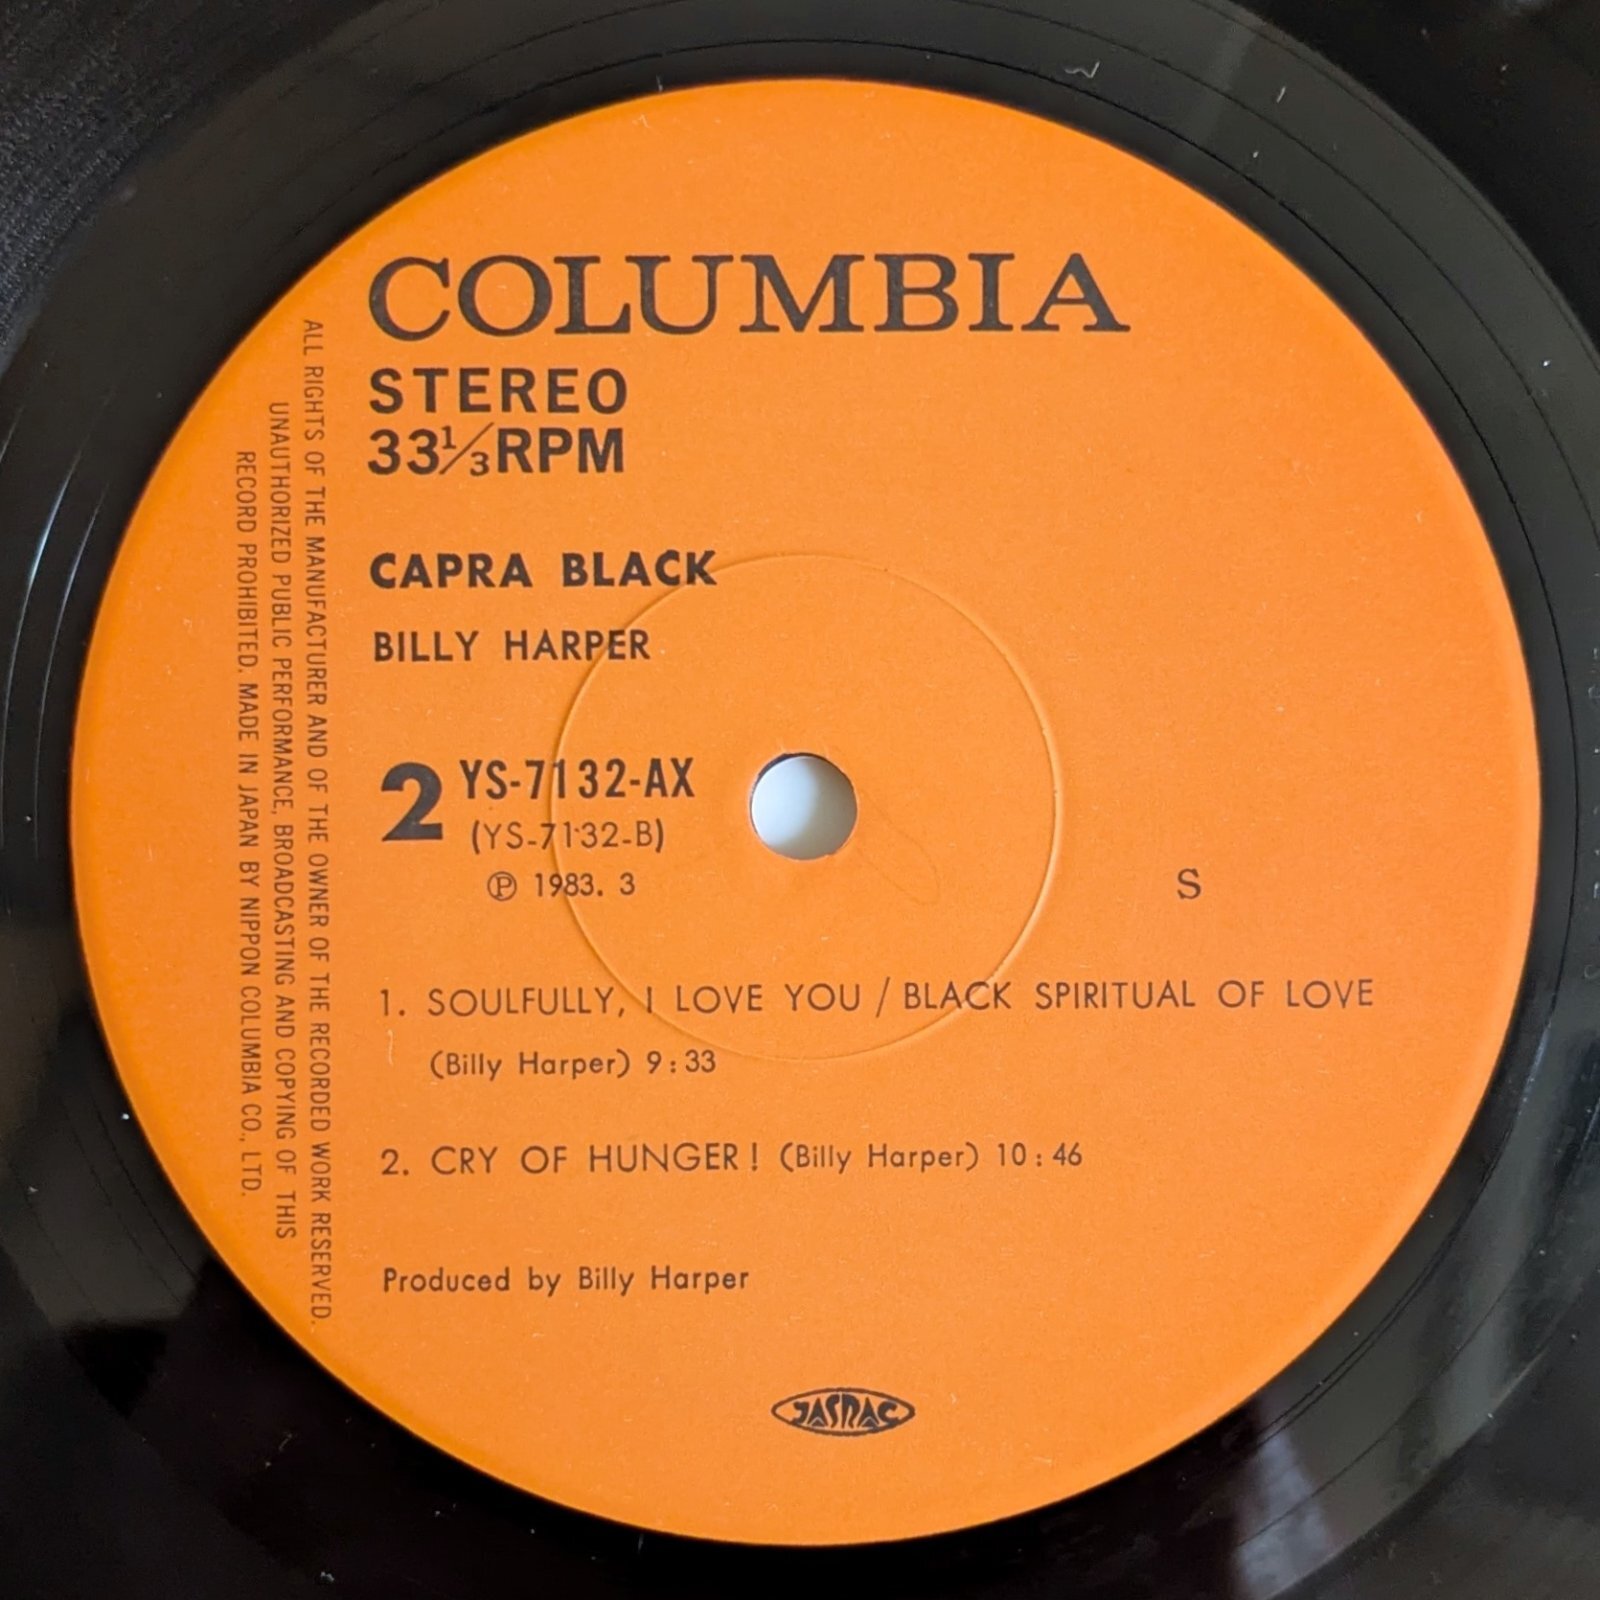 COLUMBIA
STEREO
33⅓RPM
CAPRA BLACK
BILLY HARPER
2 YS-7132-AX
(YS-7132-B)
℗ 1983. 3
S
1. SOULFULLY, I LOVE YOU / BLACK SPIRITUAL OF LOVE
(Billy Harper) 9:33
2. CRY OF HUNGER! (Billy Harper) 10:46
Produced by Billy Harper
JASRAC
ALL RIGHTS OF THE MANUFACTURER AND OF THE OWNER OF THE RECORDED WORK RESERVED.
UNAUTHORIZED PUBLIC PERFORMANCE, BROADCASTING AND COPYING OF THIS
RECORD PROHIBITED. MADE IN JAPAN BY NIPPON COLUMBIA CO., LTD.